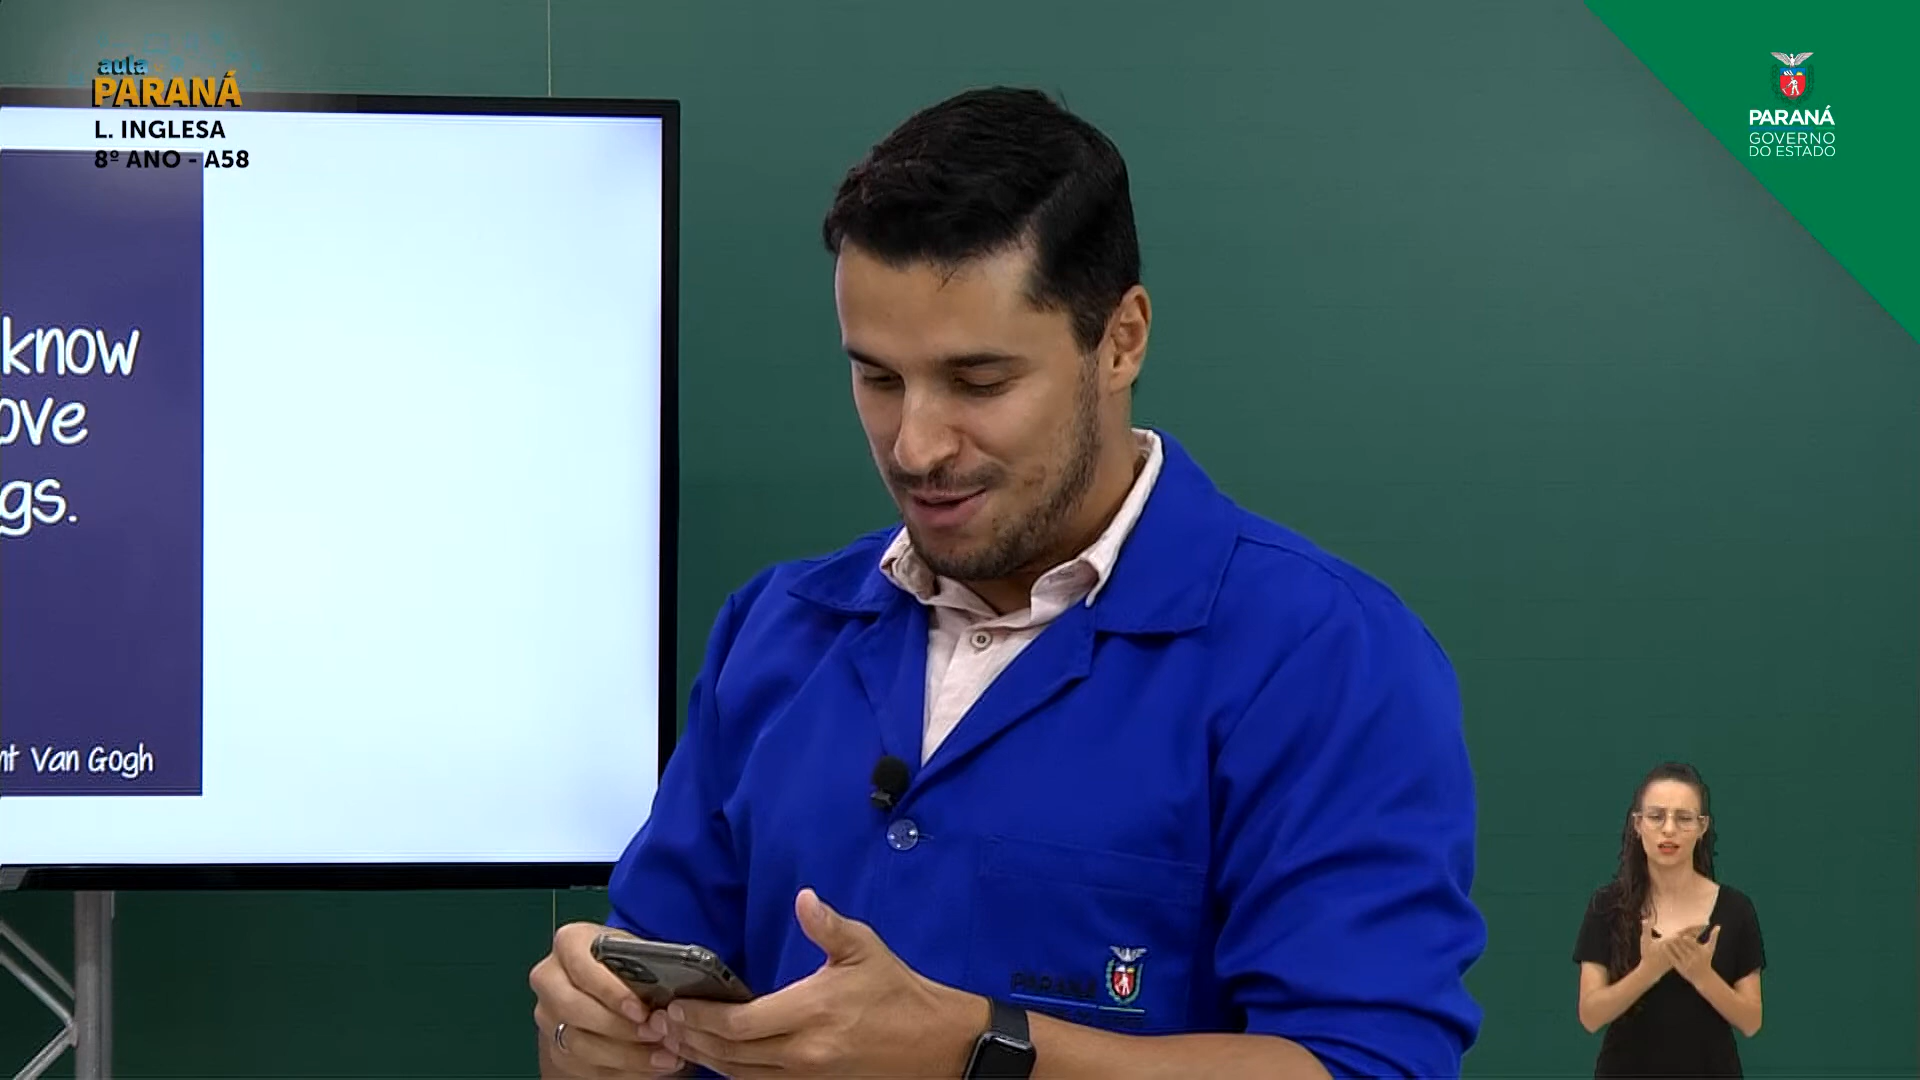 aula
PARANÁ
L. INGLESA
8º ANO - A58
know
ove
gs.
nt Van Gogh
PARANÁ
GOVERNO
DO ESTADO
PARANÁ